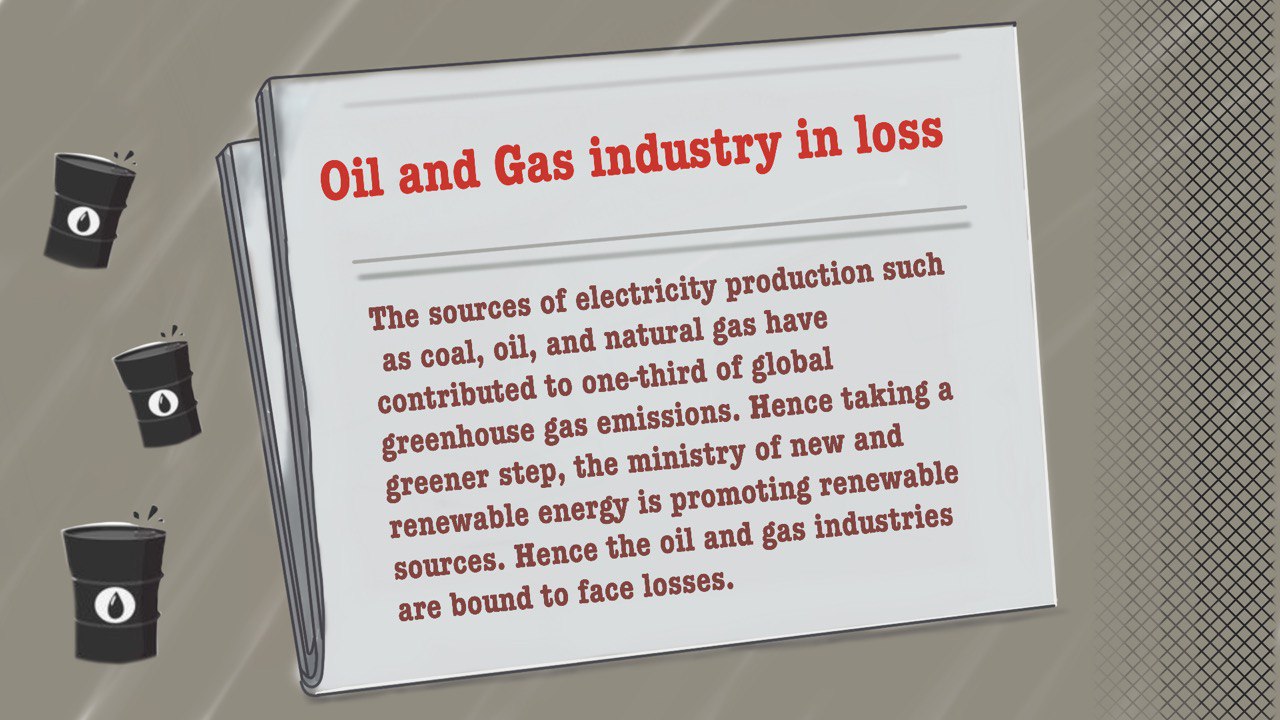 Oil and Gas industry in loss
The sources of electricity production such
as coal, oil, and natural gas have
contributed to one-third of global
greenhouse gas emissions. Hence taking a
greener step, the ministry of new and
renewable energy is promoting renewable
sources. Hence the oil and gas industries
are bound to face losses.